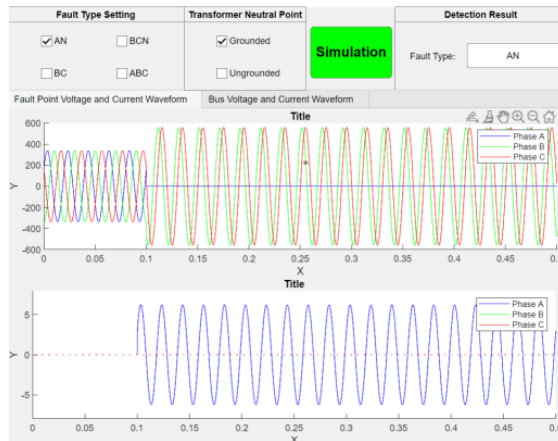 Fault Type Setting
Transformer Neutral Point
Detection Result
AN
BCN
Grounded
Simulation
Fault Type:
AN
BC
ABC
Ungrounded
Fault Point Voltage and Current Waveform
Bus Voltage and Current Waveform
Title
600
400
200
0
-200
-400
-600
Y
Phase A
Phase B
Phase C
0
0.05
0.1
0.15
0.2
0.25
0.3
0.35
0.4
0.45
X
Title
5
0
-5
Y
Phase A
Phase B
Phase C
0
0.05
0.1
0.15
0.2
0.25
0.3
0.35
0.4
0.45
X